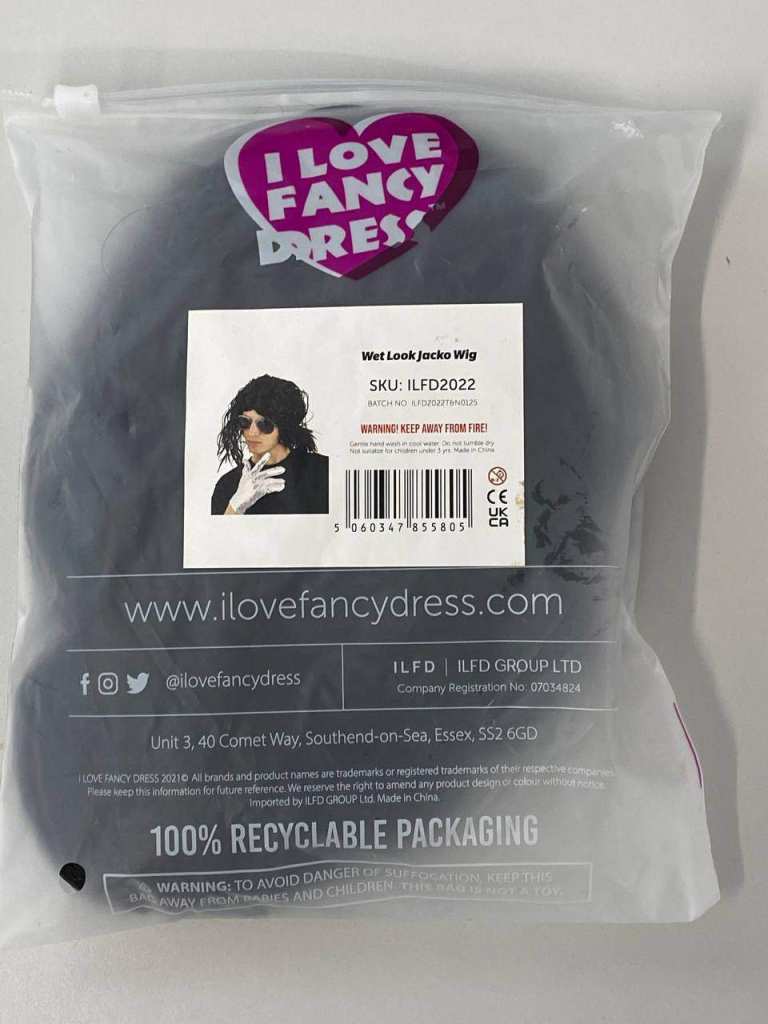 I LOVE
FANCY
DRESS™
Wet Look Jacko Wig
SKU: ILFD2022
BATCH NO
WARNING! KEEP AWAY FROM FIRE!
Gentle hand wash in cool water. Do not tumble dry
Not suitable for children under 3 yrs. Made in China
5 060347 855805
CE
UK
CA
www.ilovefancydress.com
@ilovefancydress
ILFD | ILFD GROUP LTD
Company Registration No: 07034824
Unit 3, 40 Comet Way, Southend-on-Sea, Essex, SS2 6GD
I LOVE FANCY DRESS 2021© All brands and product names are trademarks or registered trademarks of their respective companies.
Please keep this information for future reference. We reserve the right to amend any product design or colour without notice.
Imported by ILFD GROUP Ltd. Made In China.
100% RECYCLABLE PACKAGING
WARNING: TO AVOID DANGER OF SUFFOCATION, KEEP THIS
BAG AWAY FROM BABIES AND CHILDREN. THIS BAG IS NOT A TOY.